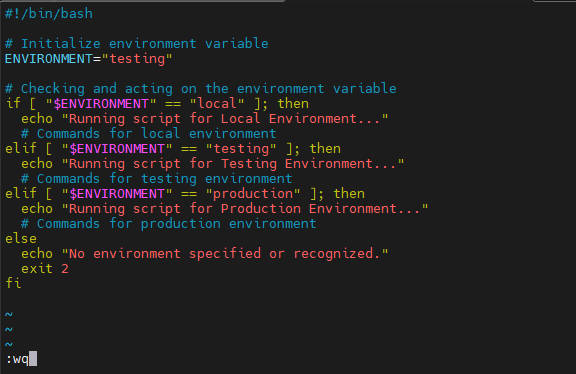 #!/bin/bash
# Initialize environment variable
ENVIRONMENT="testing"
# Checking and acting on the environment variable
if [ "$ENVIRONMENT" == "local" ]; then
  echo "Running script for Local Environment..."
  # Commands for local environment
elif [ "$ENVIRONMENT" == "testing" ]; then
  echo "Running script for Testing Environment..."
  # Commands for testing environment
elif [ "$ENVIRONMENT" == "production" ]; then
  echo "Running script for Production Environment..."
  # Commands for production environment
else
  echo "No environment specified or recognized."
  exit 2
fi
~
~
~
:wq